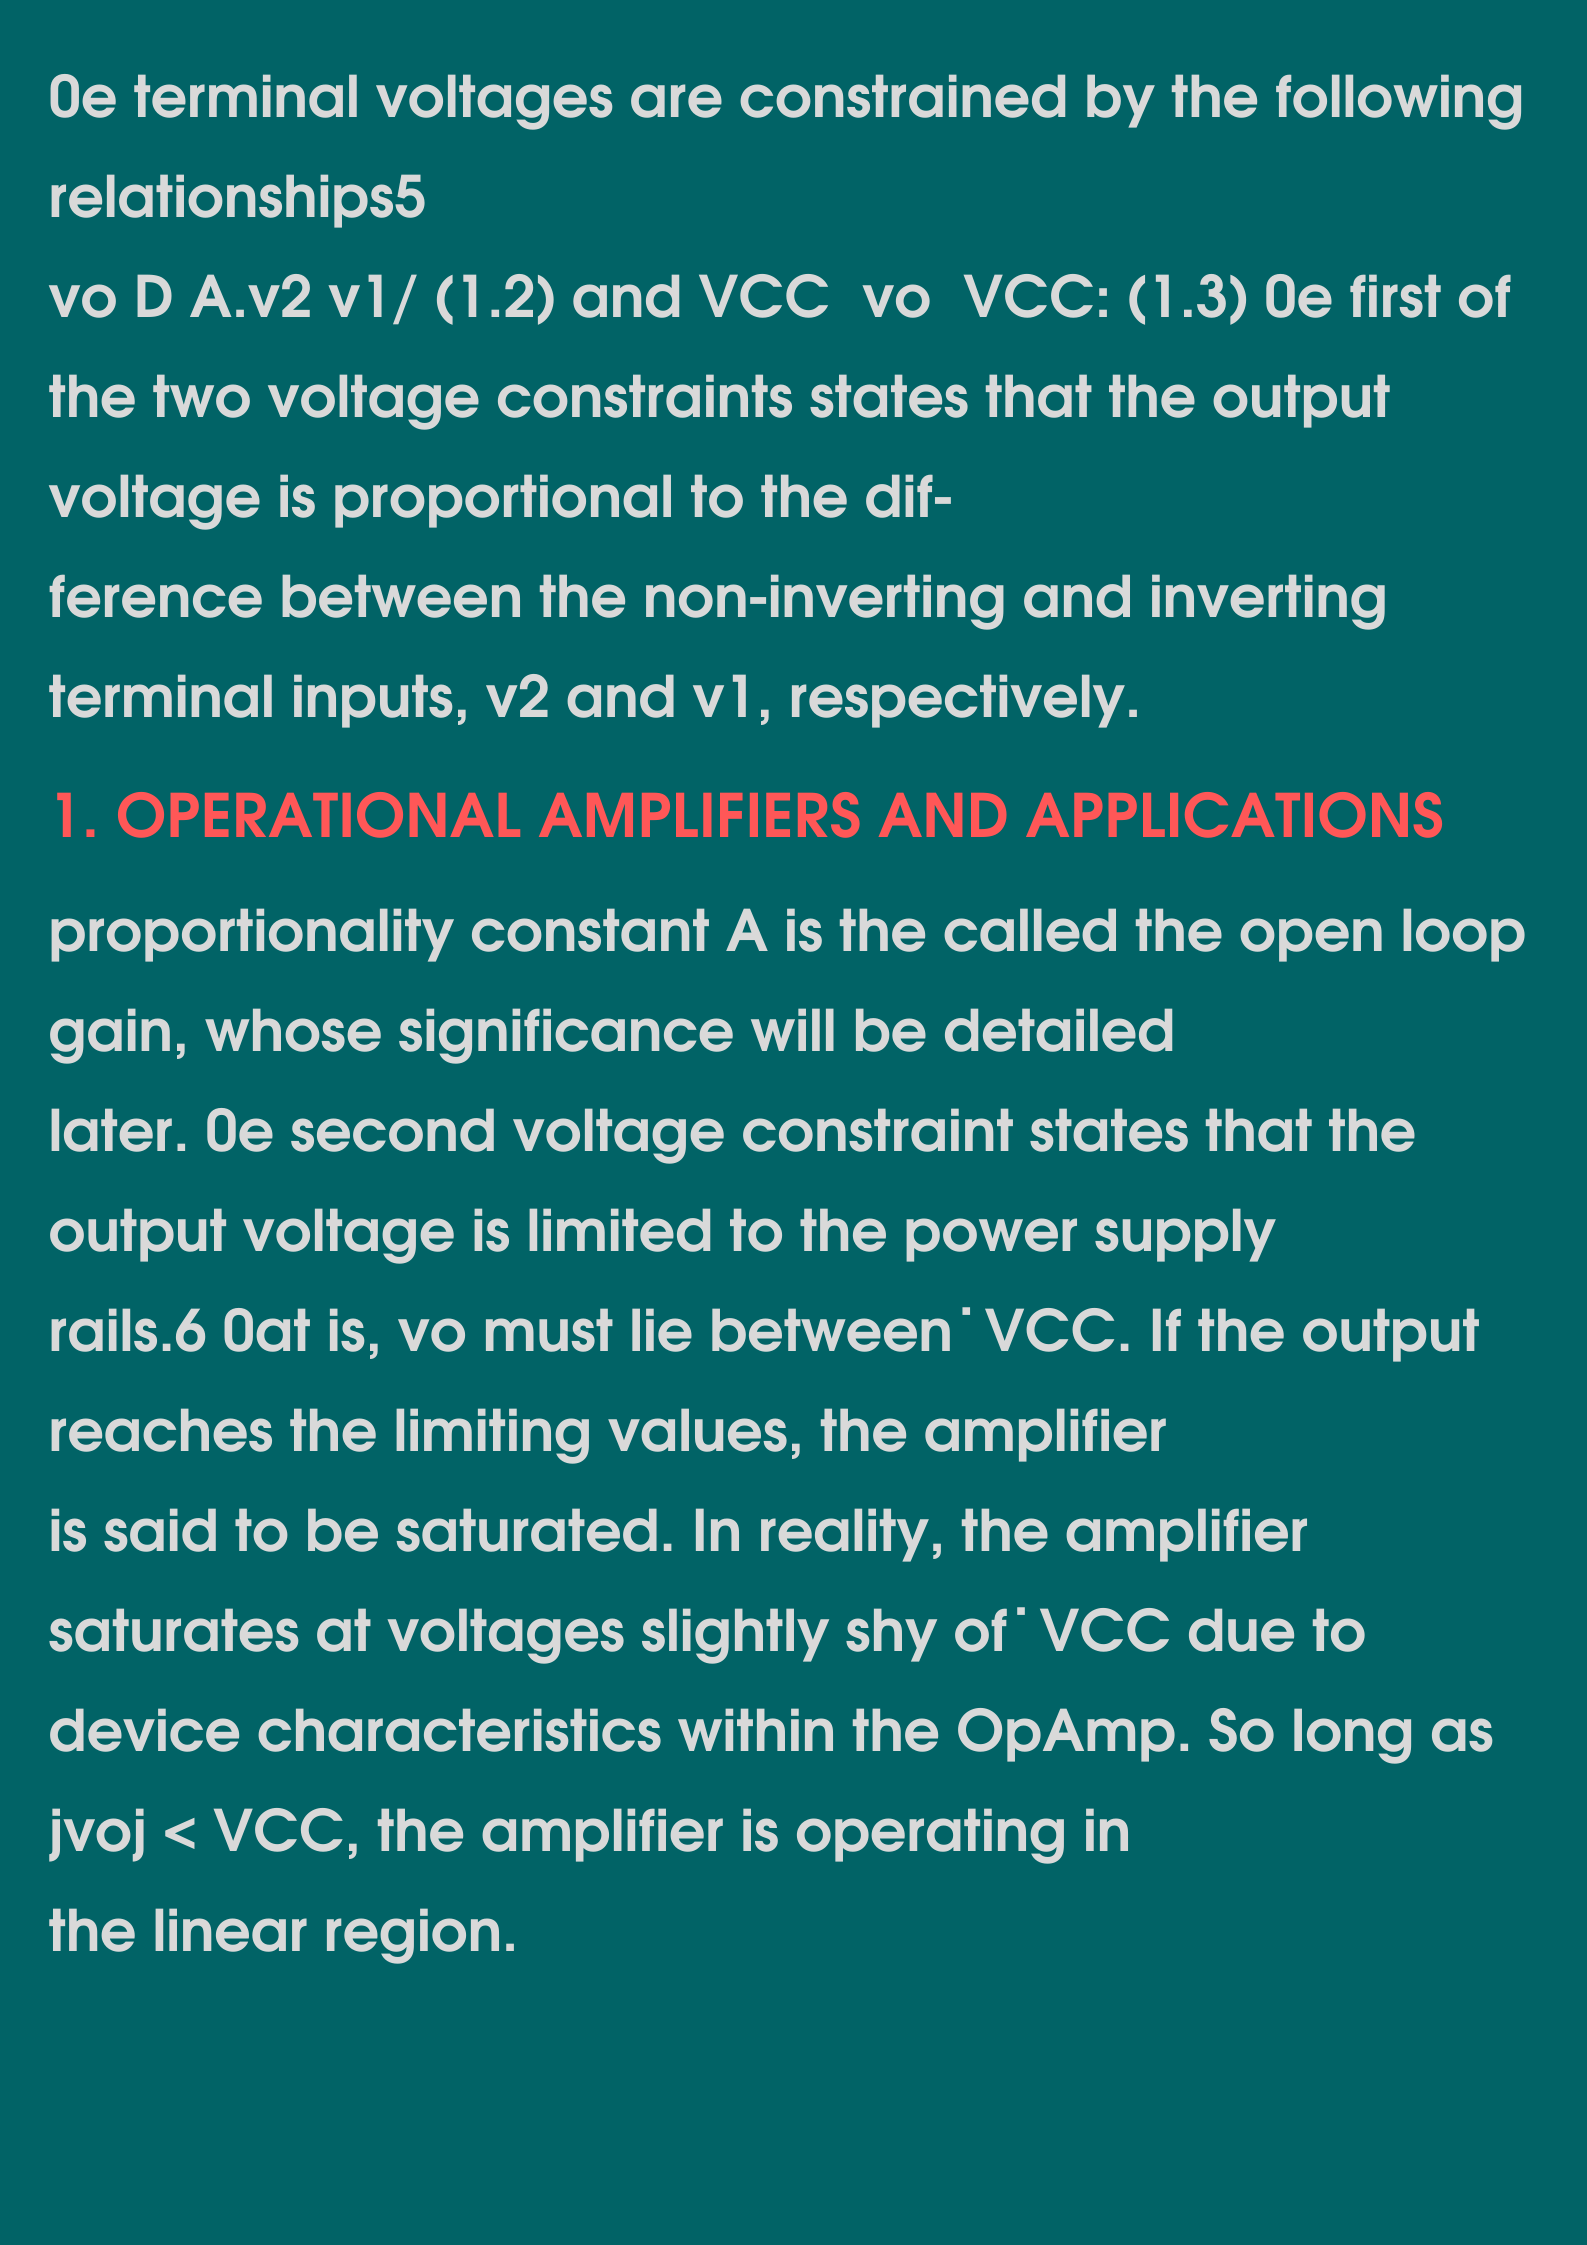 0e terminal voltages are constrained by the following
relationships5
vo D A.v2 v1/ (1.2) and VCC  vo  VCC: (1.3) 0e first of
the two voltage constraints states that the output
voltage is proportional to the dif-
ference between the non-inverting and inverting
terminal inputs, v2 and v1, respectively.
1. OPERATIONAL AMPLIFIERS AND APPLICATIONS
proportionality constant A is the called the open loop
gain, whose significance will be detailed
later. 0e second voltage constraint states that the
output voltage is limited to the power supply
rails.6 0at is, vo must lie between˙VCC. If the output
reaches the limiting values, the amplifier
is said to be saturated. In reality, the amplifier
saturates at voltages slightly shy of˙VCC due to
device characteristics within the OpAmp. So long as
jvoj < VCC, the amplifier is operating in
the linear region.